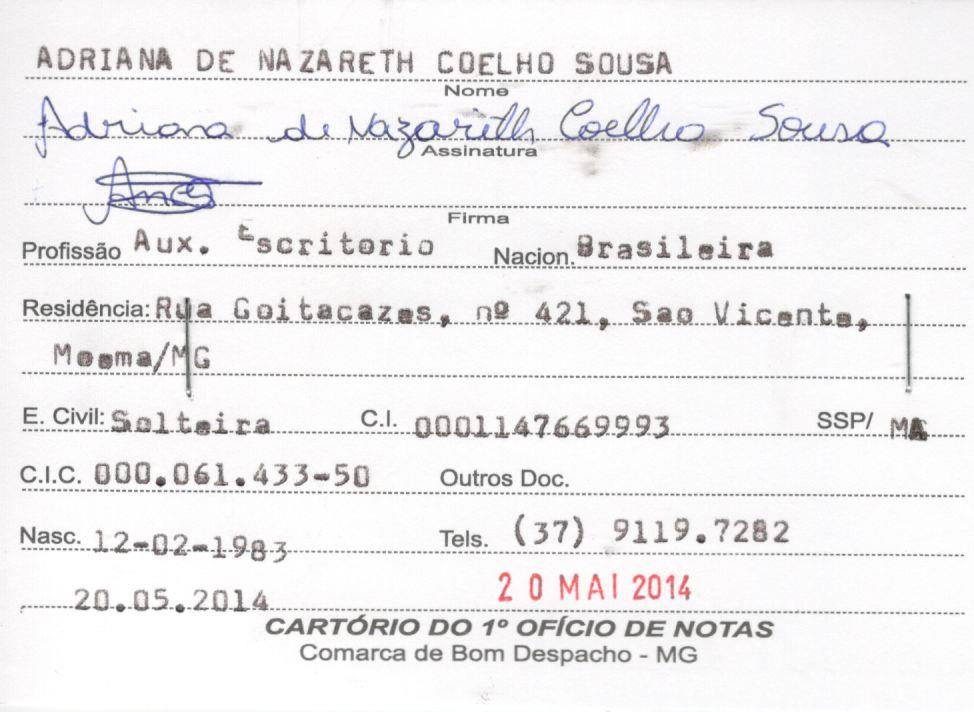 ADRIANA DE NAZARETH COELHO SOUSA
Nome
Adriana de Nazareth Coelho Sousa
Assinatura
Firma
Profissão Aux. Escritorio Nacion. Brasileira
Residência: Rua Goitacazes, nº 421, Sao Vicente,
Moema/MG
E. Civil: Solteira C.I. 0001147669993 SSP/ MA
C.I.C. 000.061.433-50 Outros Doc.
Nasc. 12-02-1983 Tels. (37) 9119.7282
20.05.2014 20 MAI 2014
CARTÓRIO DO 1º OFÍCIO DE NOTAS
Comarca de Bom Despacho - MG